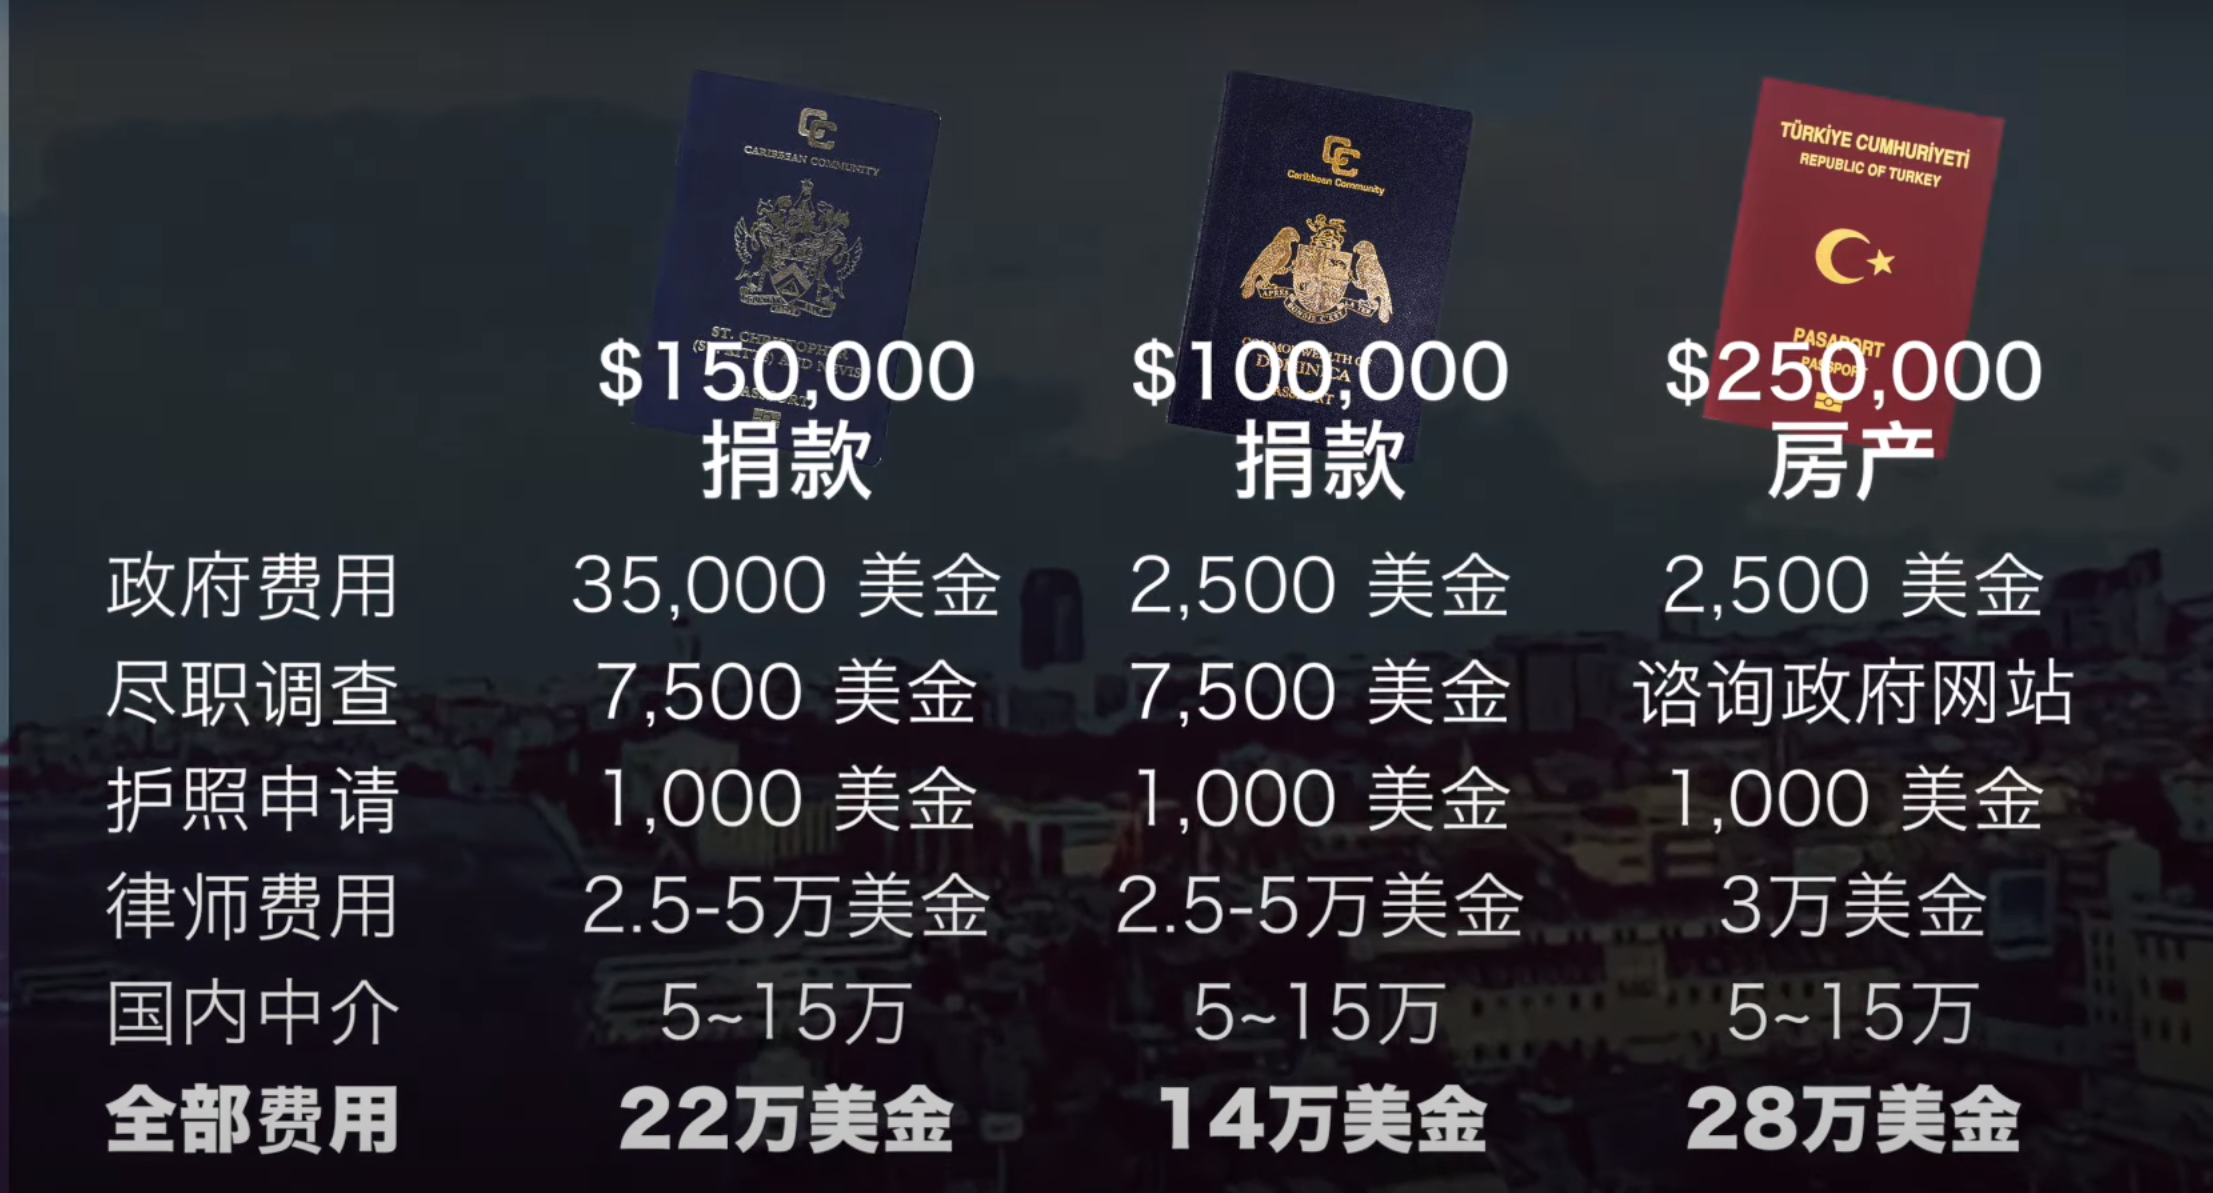 CARIBBEAN COMMUNITY
ST. CHRISTOPHER
(ST. KITTS) AND NEVIS
PASSPORT
$150,000
捐款
Caribbean Community
APRES BONDIE C'EST LA TER
COMMONWEALTH OF
DOMINICA
PASSPORT
$100,000
捐款
TÜRKİYE CUMHURİYETİ
REPUBLIC OF TURKEY
PASAPORT
PASSPORT
$250,000
房产
政府费用 35,000 美金 2,500 美金 2,500 美金
尽职调查 7,500 美金 7,500 美金 谘询政府网站
护照申请 1,000 美金 1,000 美金 1,000 美金
律师费用 2.5-5万美金 2.5-5万美金 3万美金
国内中介 5~15万 5~15万 5~15万
全部费用 22万美金 14万美金 28万美金